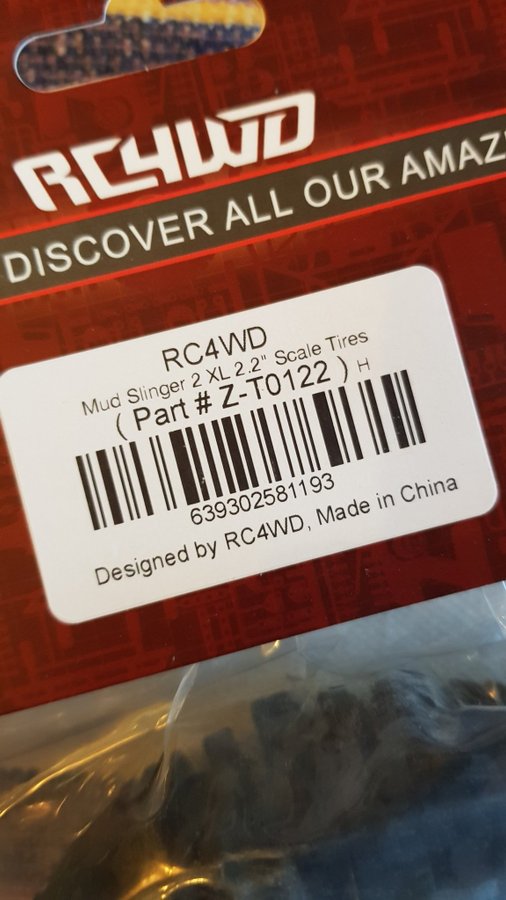 RC4WD
DISCOVER ALL OUR AMAZ
RC4WD
Mud Slinger 2 XL 2.2" Scale Tires
( Part # Z-T0122 ) H
639302581193
Designed by RC4WD, Made in China